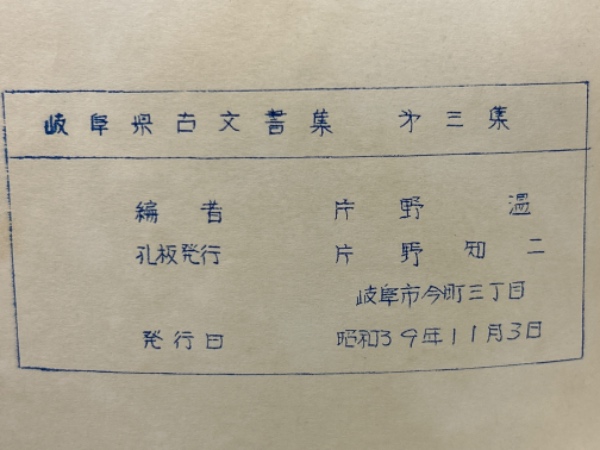 岐阜県古文書集 第三集
編者 片野温
孔板発行 片野知二
岐阜市今町三丁目
発行日 昭和39年11月3日